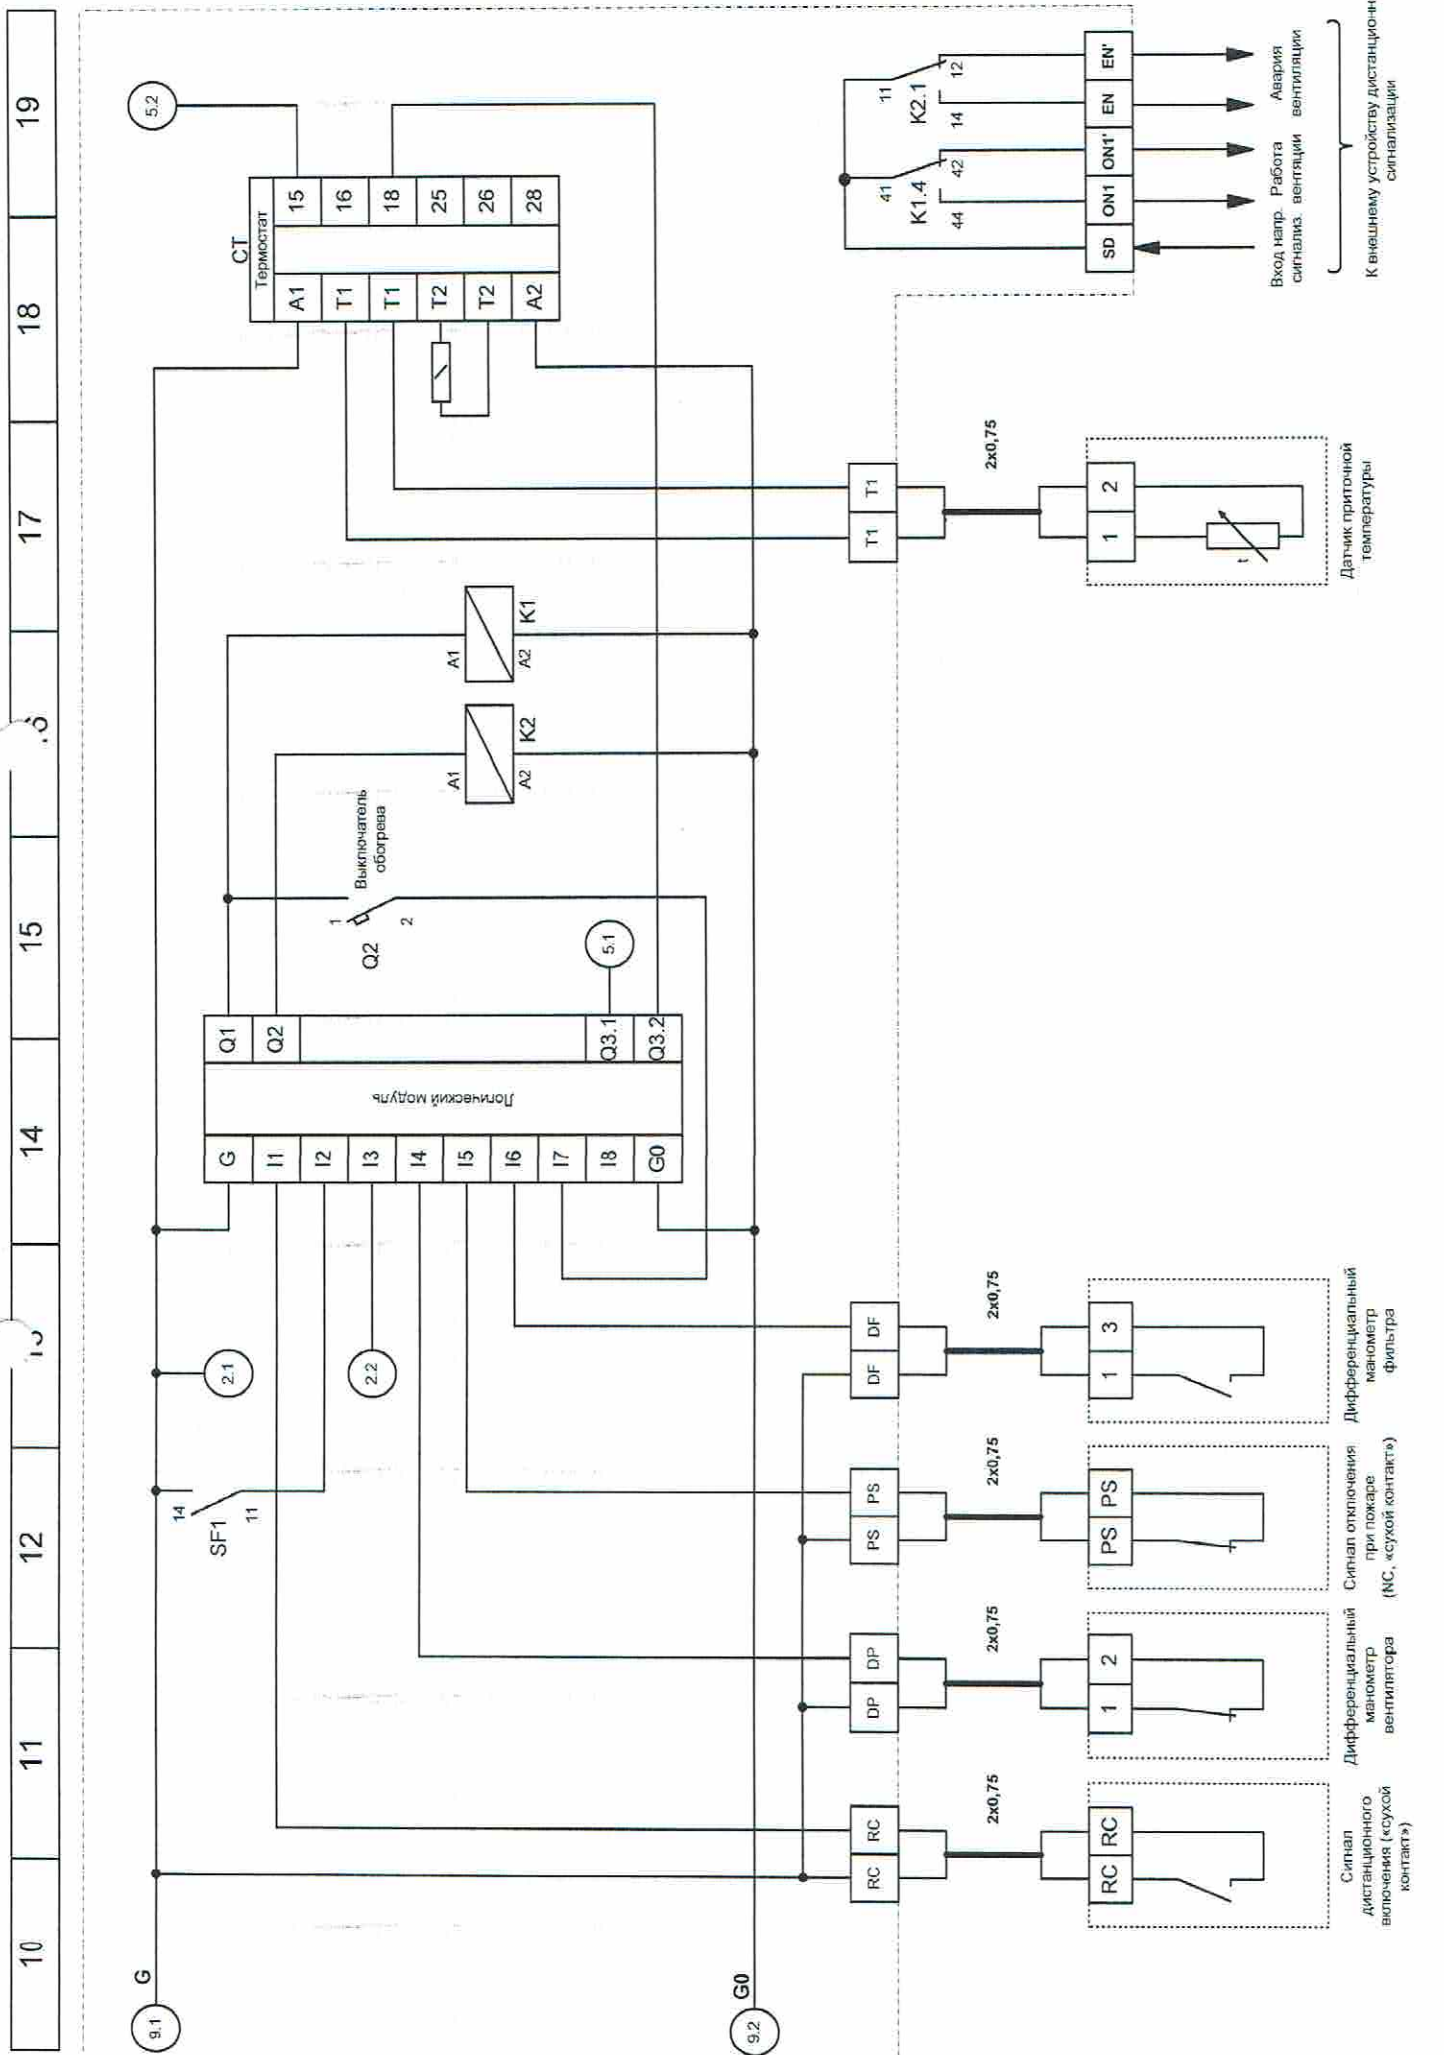 10
11
12
14
15
17
18
19
9.1
G
9.2
G0
5.2
2.1
2.2
5.1
14
SF1
11
G
I1
I2
I3
I4
I5
I6
I7
I8
G0
Логический модуль
Q1
Q2
Q3.1
Q3.2
1
Q2
2
Выключатель
обогрева
A1
A2
K2
A1
A2
K1
CT
Термостат
A1
T1
T1
T2
T2
A2
15
16
18
25
26
28
RC
RC
DP
DP
PS
PS
DF
DF
T1
T1
2x0,75
2x0,75
2x0,75
2x0,75
2x0,75
RC
RC
1
2
PS
PS
1
3
1
2
t
Сигнал
дистанционного
включения («сухой
контакт»)
Дифференциальный
манометр
вентилятора
Сигнал отключения
при пожаре
(NC, «сухой контакт»)
Дифференциальный
манометр
фильтра
Датчик приточной
температуры
41
K1.4
44
42
11
K2.1
14
12
SD
ON1
ON1'
EN
EN'
Вход напр.
сигнализ.
Работа
вентяции
Авария
вентиляции
К внешнему устройству дистанционн
сигнализации